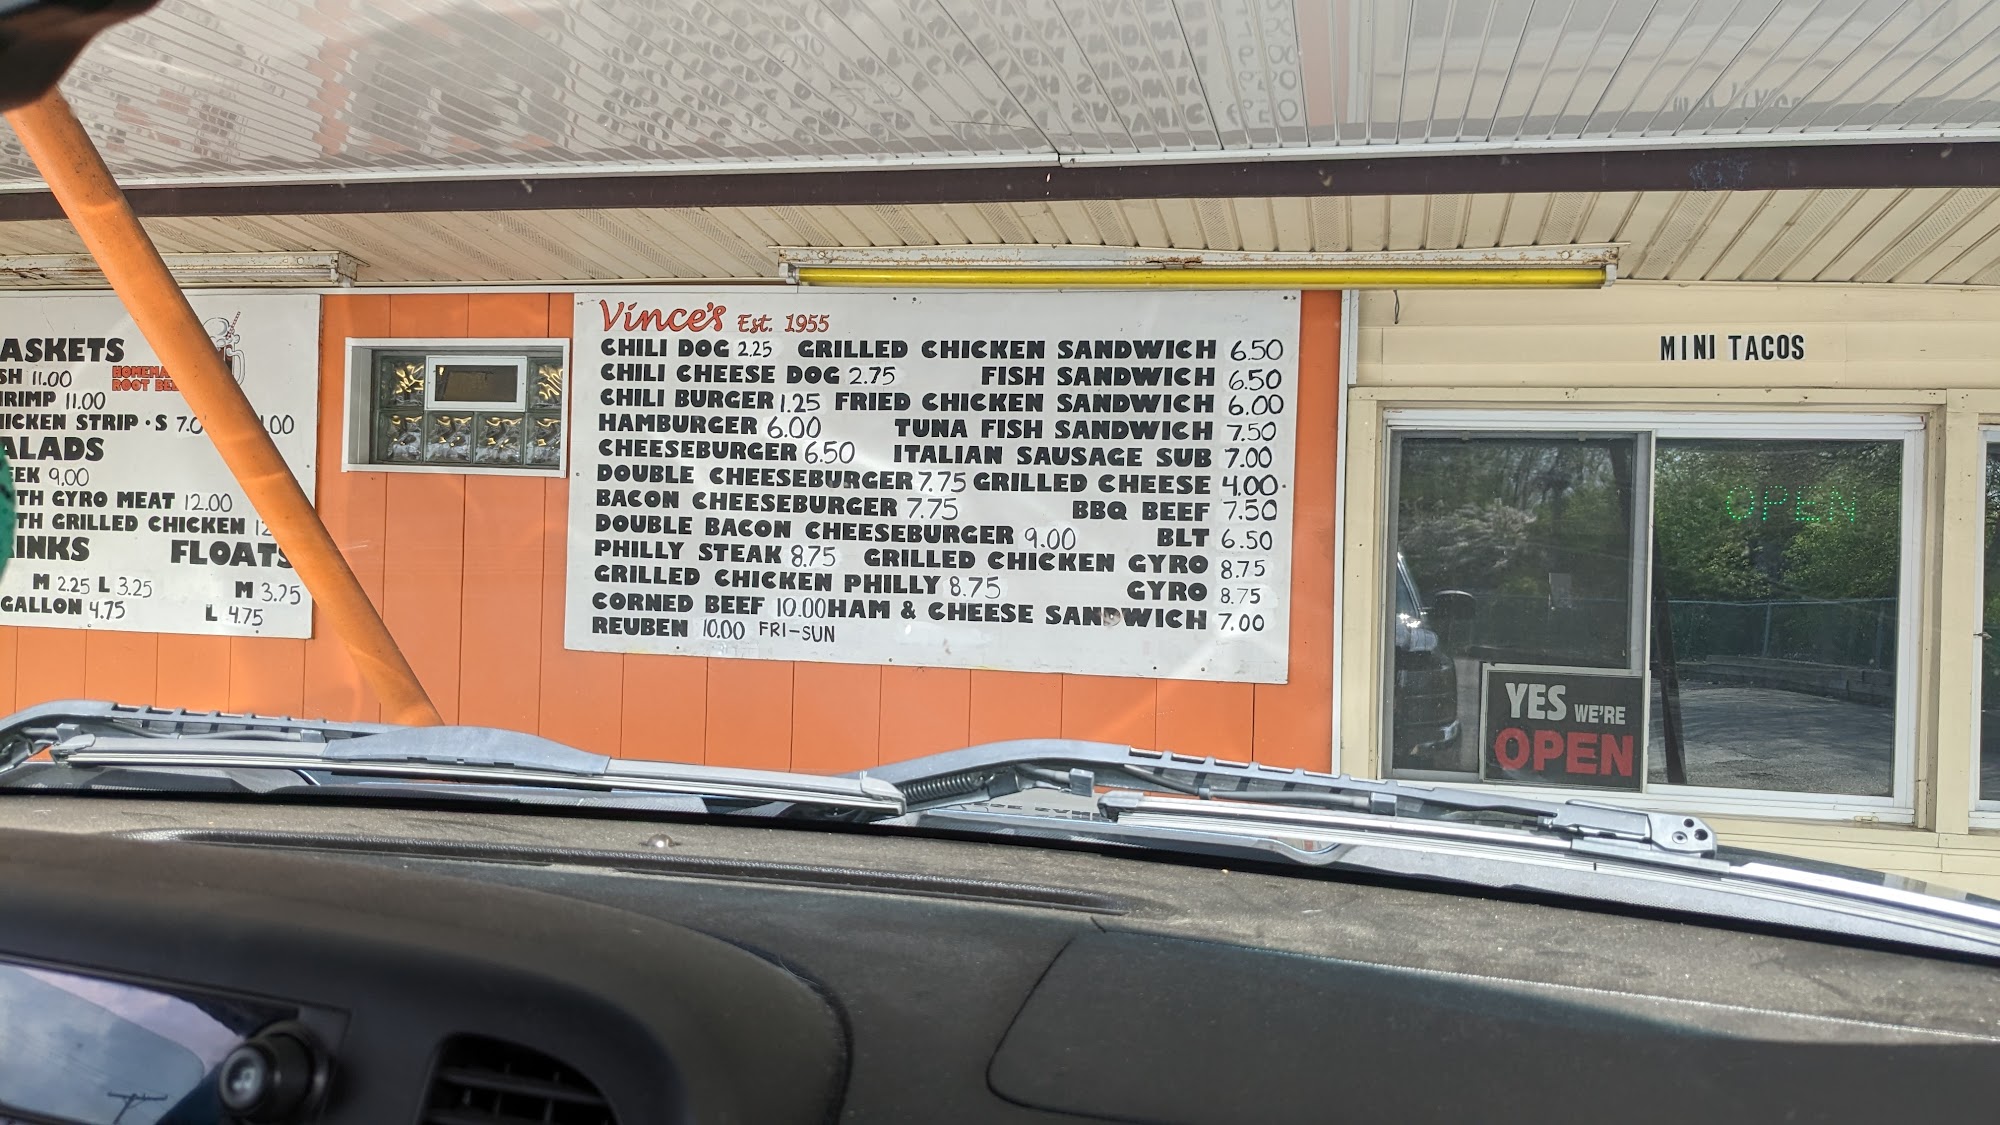 ASKETS
SH 11.00
HOMEMA
ROOT BE
RIMP 11.00
ICKEN STRIP · S 7.0 .00
ALADS
EEK 9.00
TH GYRO MEAT 12.00
TH GRILLED CHICKEN 12
INKS FLOATS
M 2.25 L 3.25 M 3.75
GALLON 4.75 L 4.75
Vince's Est. 1955
CHILI DOG 2.25 GRILLED CHICKEN SANDWICH 6.50
CHILI CHEESE DOG 2.75 FISH SANDWICH 6.50
CHILI BURGER 1.25 FRIED CHICKEN SANDWICH 6.00
HAMBURGER 6.00 TUNA FISH SANDWICH 7.50
CHEESEBURGER 6.50 ITALIAN SAUSAGE SUB 7.00
DOUBLE CHEESEBURGER 7.75 GRILLED CHEESE 4.00
BACON CHEESEBURGER 7.75 BBQ BEEF 7.50
DOUBLE BACON CHEESEBURGER 9.00 BLT 6.50
PHILLY STEAK 8.75 GRILLED CHICKEN GYRO 8.75
GRILLED CHICKEN PHILLY 8.75 GYRO 8.75
CORNED BEEF 10.00 HAM & CHEESE SANDWICH 7.00
REUBEN 10.00 FRI-SUN
MINI TACOS
OPEN
YES WE'RE
OPEN